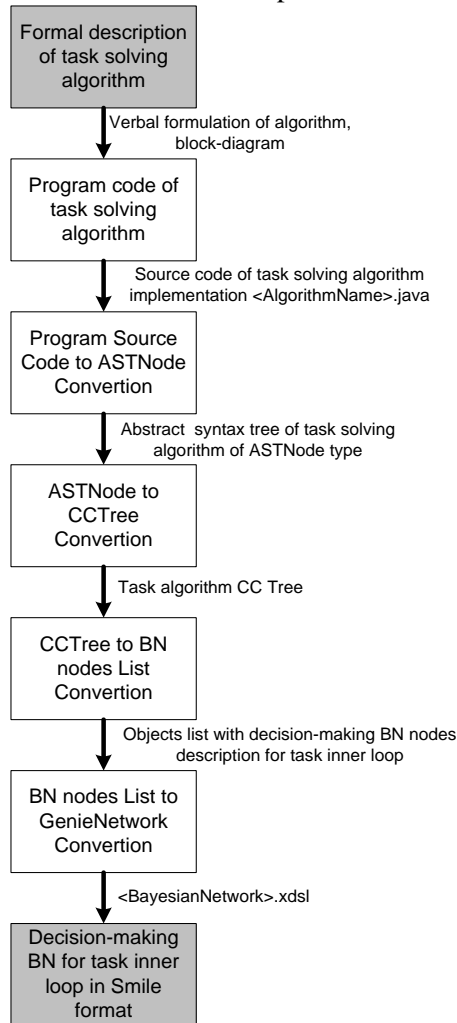 Formal description
of task solving
algorithm
Verbal formulation of algorithm,
block-diagram
Program code of
task solving
algorithm
Source code of task solving algorithm
implementation <AlgorithmName>.java
Program Source
Code to ASTNode
Convertion
Abstract syntax tree of task solving
algorithm of ASTNode type
ASTNode to
CCTree
Convertion
Task algorithm CC Tree
CCTree to BN
nodes List
Convertion
Objects list with decision-making BN nodes
description for task inner loop
BN nodes List to
GenieNetwork
Convertion
<BayesianNetwork>.xdsl
Decision-making
BN for task inner
loop in Smile
format